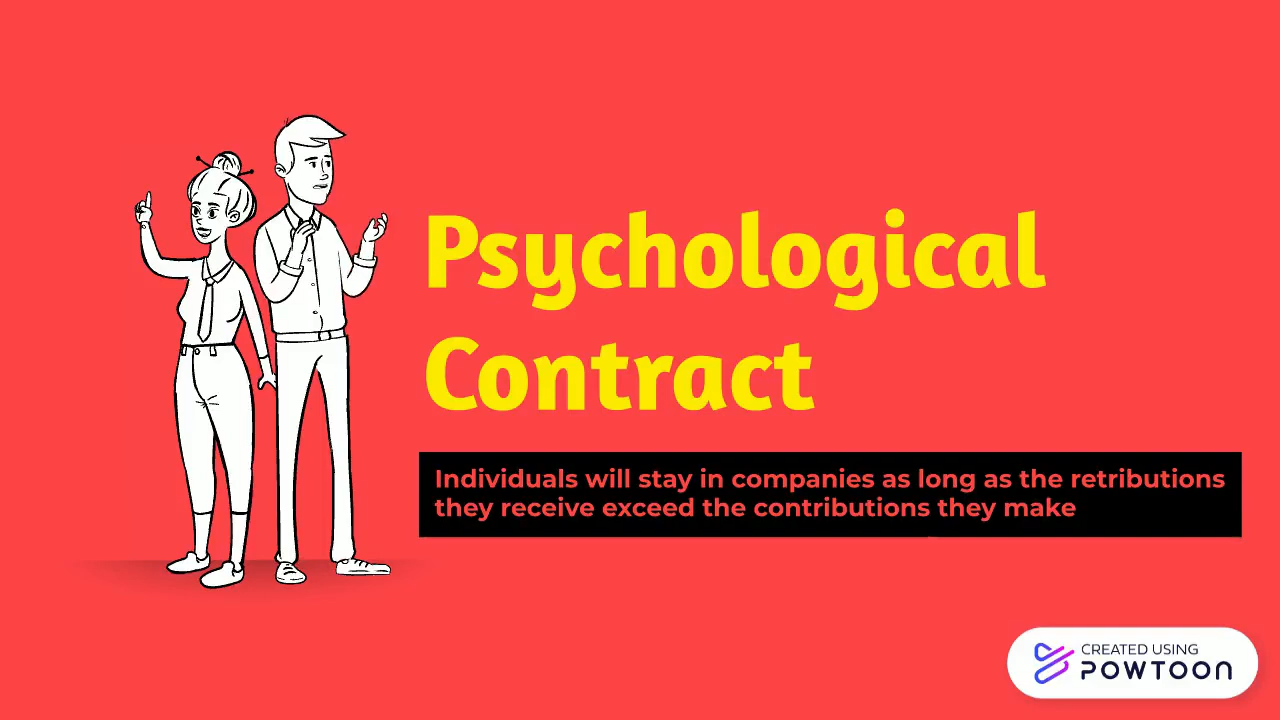 Psychological
Contract
Individuals will stay in companies as long as the retributions
they receive exceed the contributions they make
CREATED USING
POWTOON